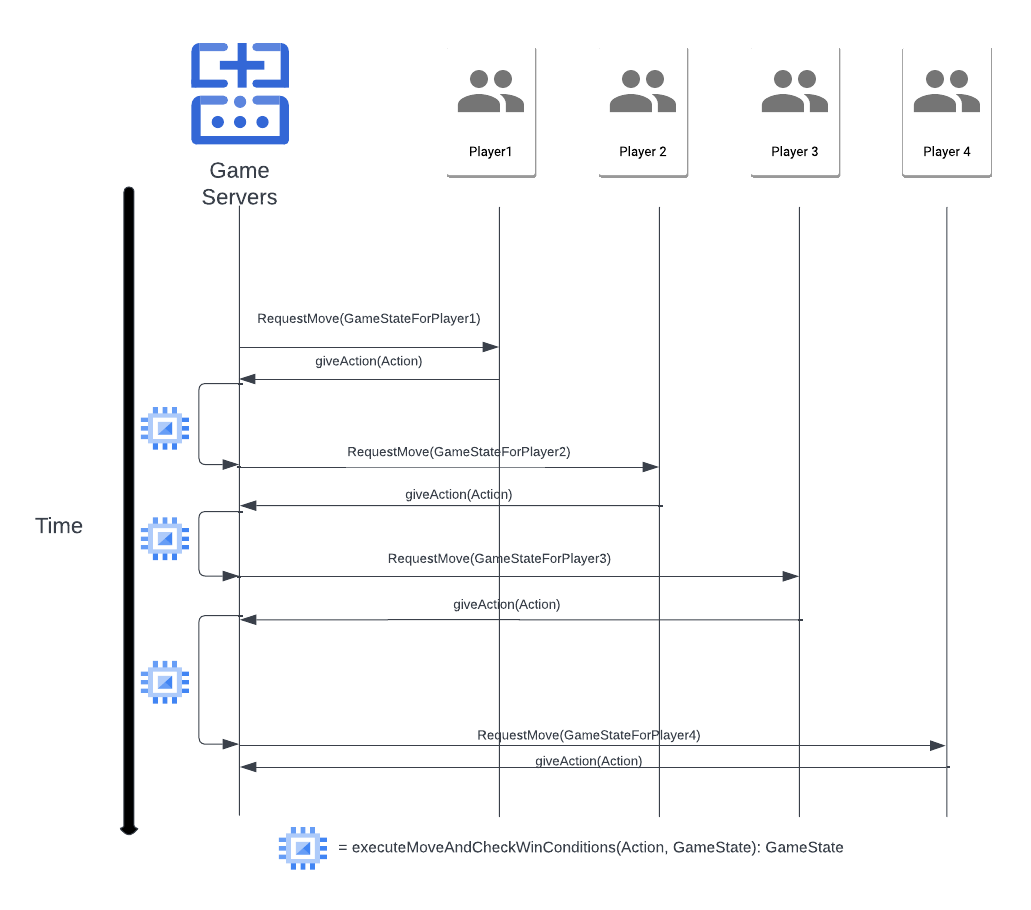 Game
Servers
Player1
Player 2
Player 3
Player 4
RequestMove(GameStateForPlayer1)
giveAction(Action)
RequestMove(GameStateForPlayer2)
giveAction(Action)
Time
RequestMove(GameStateForPlayer3)
giveAction(Action)
RequestMove(GameStateForPlayer4)
giveAction(Action)
= executeMoveAndCheckWinConditions(Action, GameState): GameState